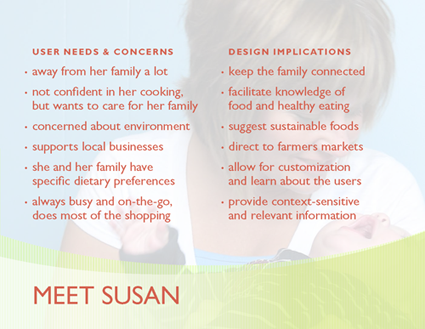 USER NEEDS & CONCERNS
• away from her family a lot
• not confident in her cooking,
but wants to care for her family
• concerned about environment
• supports local businesses
• she and her family have
specific dietary preferences
• always busy and on-the-go,
does most of the shopping
DESIGN IMPLICATIONS
• keep the family connected
• facilitate knowledge of
food and healthy eating
• suggest sustainable foods
• direct to farmers markets
• allow for customization
and learn about the users
• provide context-sensitive
and relevant information
MEET SUSAN